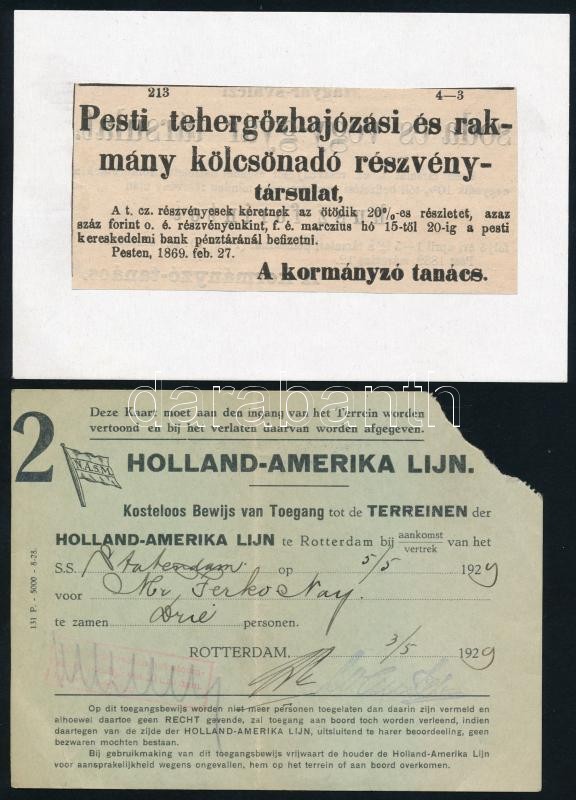 213 4—3
Pesti tehergőzhajózási és rak-
mány kölcsönadó részvény-
társulat,
A t. cz. részvényesek kéretnek az ötödik 20%-es részletet, azaz
száz forint o. é. részvényenkint, f. é. marczius hó 15-től 20-ig a pesti
kereskedelmi bank pénztáránál befizetni.
Pesten, 1869. feb. 27.
A kormányzó tanács.
darabanth
Deze Kaart moet aan den ingang van het Terrein worden
vertoond en bij het verlaten daarvan worden afgegeven.
2
N.A.S.M.
HOLLAND-AMERIKA LIJN.
Kosteloos Bewijs van Toegang tot de TERREINEN der
HOLLAND-AMERIKA LIJN te Rotterdam bij aankomst/vertrek van het
S.S. Statendam op 5/5 1929
voor Mr Ferko Nay.
te zamen Drie personen.
ROTTERDAM, 3/5 1929
131 P. - 5000 - 8-28.
Op dit toegangsbewijs worden niet meer personen toegelaten dan daarin zijn vermeld en
alhoewel daartoe geen RECHT gevende, zal toegang aan boord toch worden verleend, indien
daartegen van de zijde der HOLLAND-AMERIKA LIJN, uitsluitend te harer beoordeeling, geen
bezwaren mochten bestaan.
Bij gebruikmaking van dit toegangsbewijs vrijwaart de houder de Holland-Amerika Lijn
voor aansprakelijkheid wegens ongevallen, hem op het terrein of aan boord overkomen.